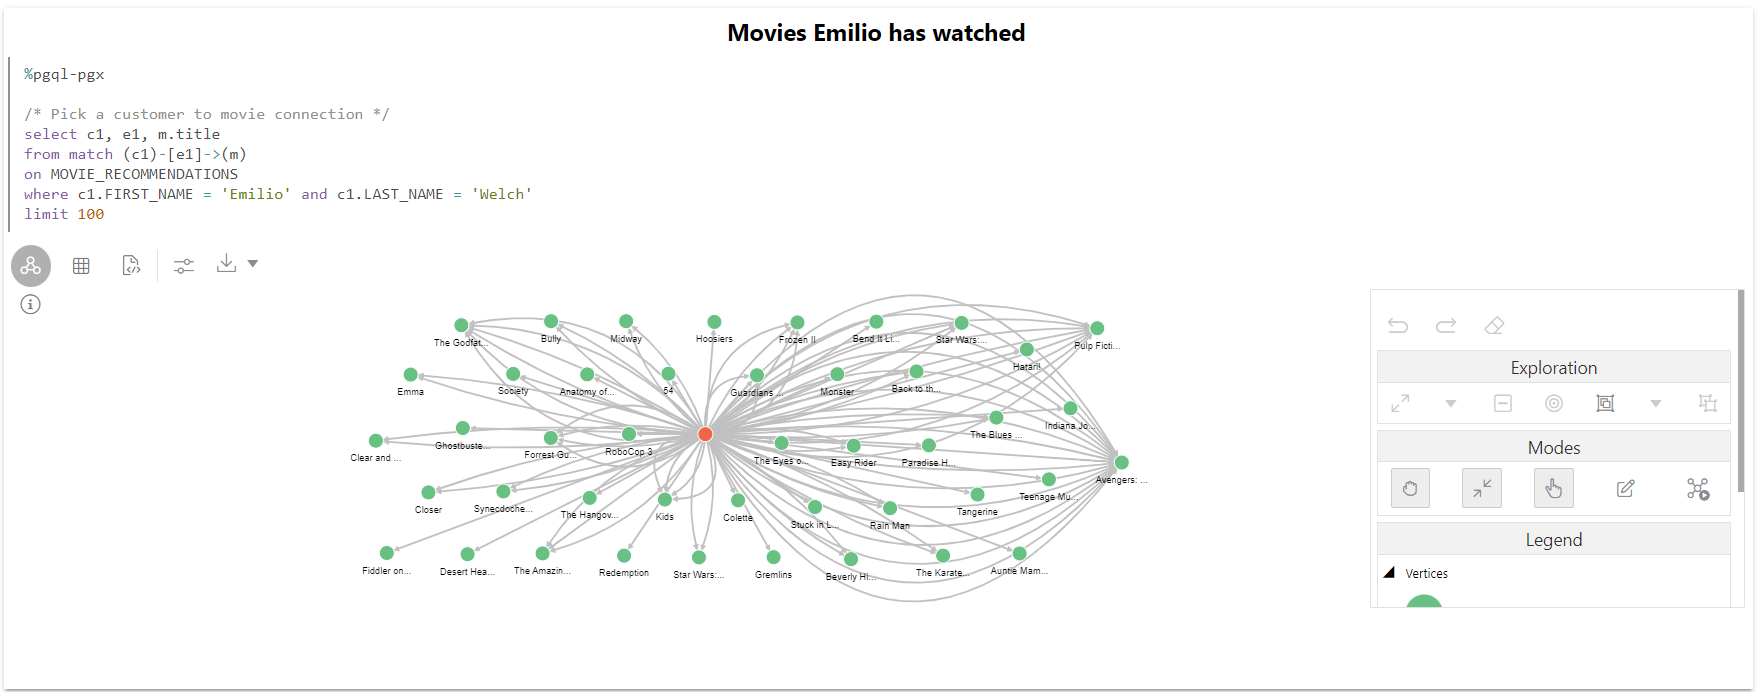 Movies Emilio has watched
%pgql-pgx
/* Pick a customer to movie connection */
select c1, e1, m.title
from match (c1)-[e1]->(m)
on MOVIE_RECOMMENDATIONS
where c1.FIRST_NAME = 'Emilio' and c1.LAST_NAME = 'Welch'
limit 100
The Godfat...
Bully
Midway
Hoosiers
Frozen II
Bend It Li...
Star Wars:...
Pulp Ficti...
Hatari!
Emma
Society
Anatomy of...
54
Guardians ...
Monster
Back to th...
Indiana Jo...
The Blues ...
Clear and ...
Ghostbuste...
Forrest Gu...
RoboCop 3
The Eyes o...
Easy Rider
Paradise H...
Avengers: ...
Closer
Synecdoche...
The Hangov...
Kids
Colette
Stuck in L...
Rain Man
Tangerine
Teenage Mu...
Fiddler on...
Desert Hea...
The Amazin...
Redemption
Star Wars:...
Gremlins
Beverly Hi...
The Karate...
Auntie Mam...
Exploration
Modes
Legend
Vertices